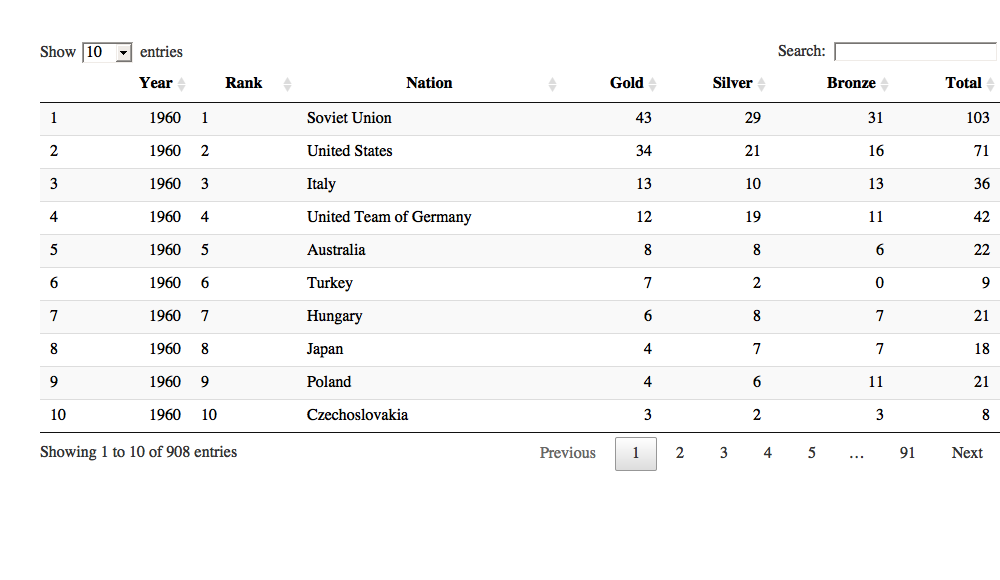 Show 10 entries Search:
Year Rank Nation Gold Silver Bronze Total
1 1960 1 Soviet Union 43 29 31 103
2 1960 2 United States 34 21 16 71
3 1960 3 Italy 13 10 13 36
4 1960 4 United Team of Germany 12 19 11 42
5 1960 5 Australia 8 8 6 22
6 1960 6 Turkey 7 2 0 9
7 1960 7 Hungary 6 8 7 21
8 1960 8 Japan 4 7 7 18
9 1960 9 Poland 4 6 11 21
10 1960 10 Czechoslovakia 3 2 3 8
Showing 1 to 10 of 908 entries Previous 1 2 3 4 5 … 91 Next